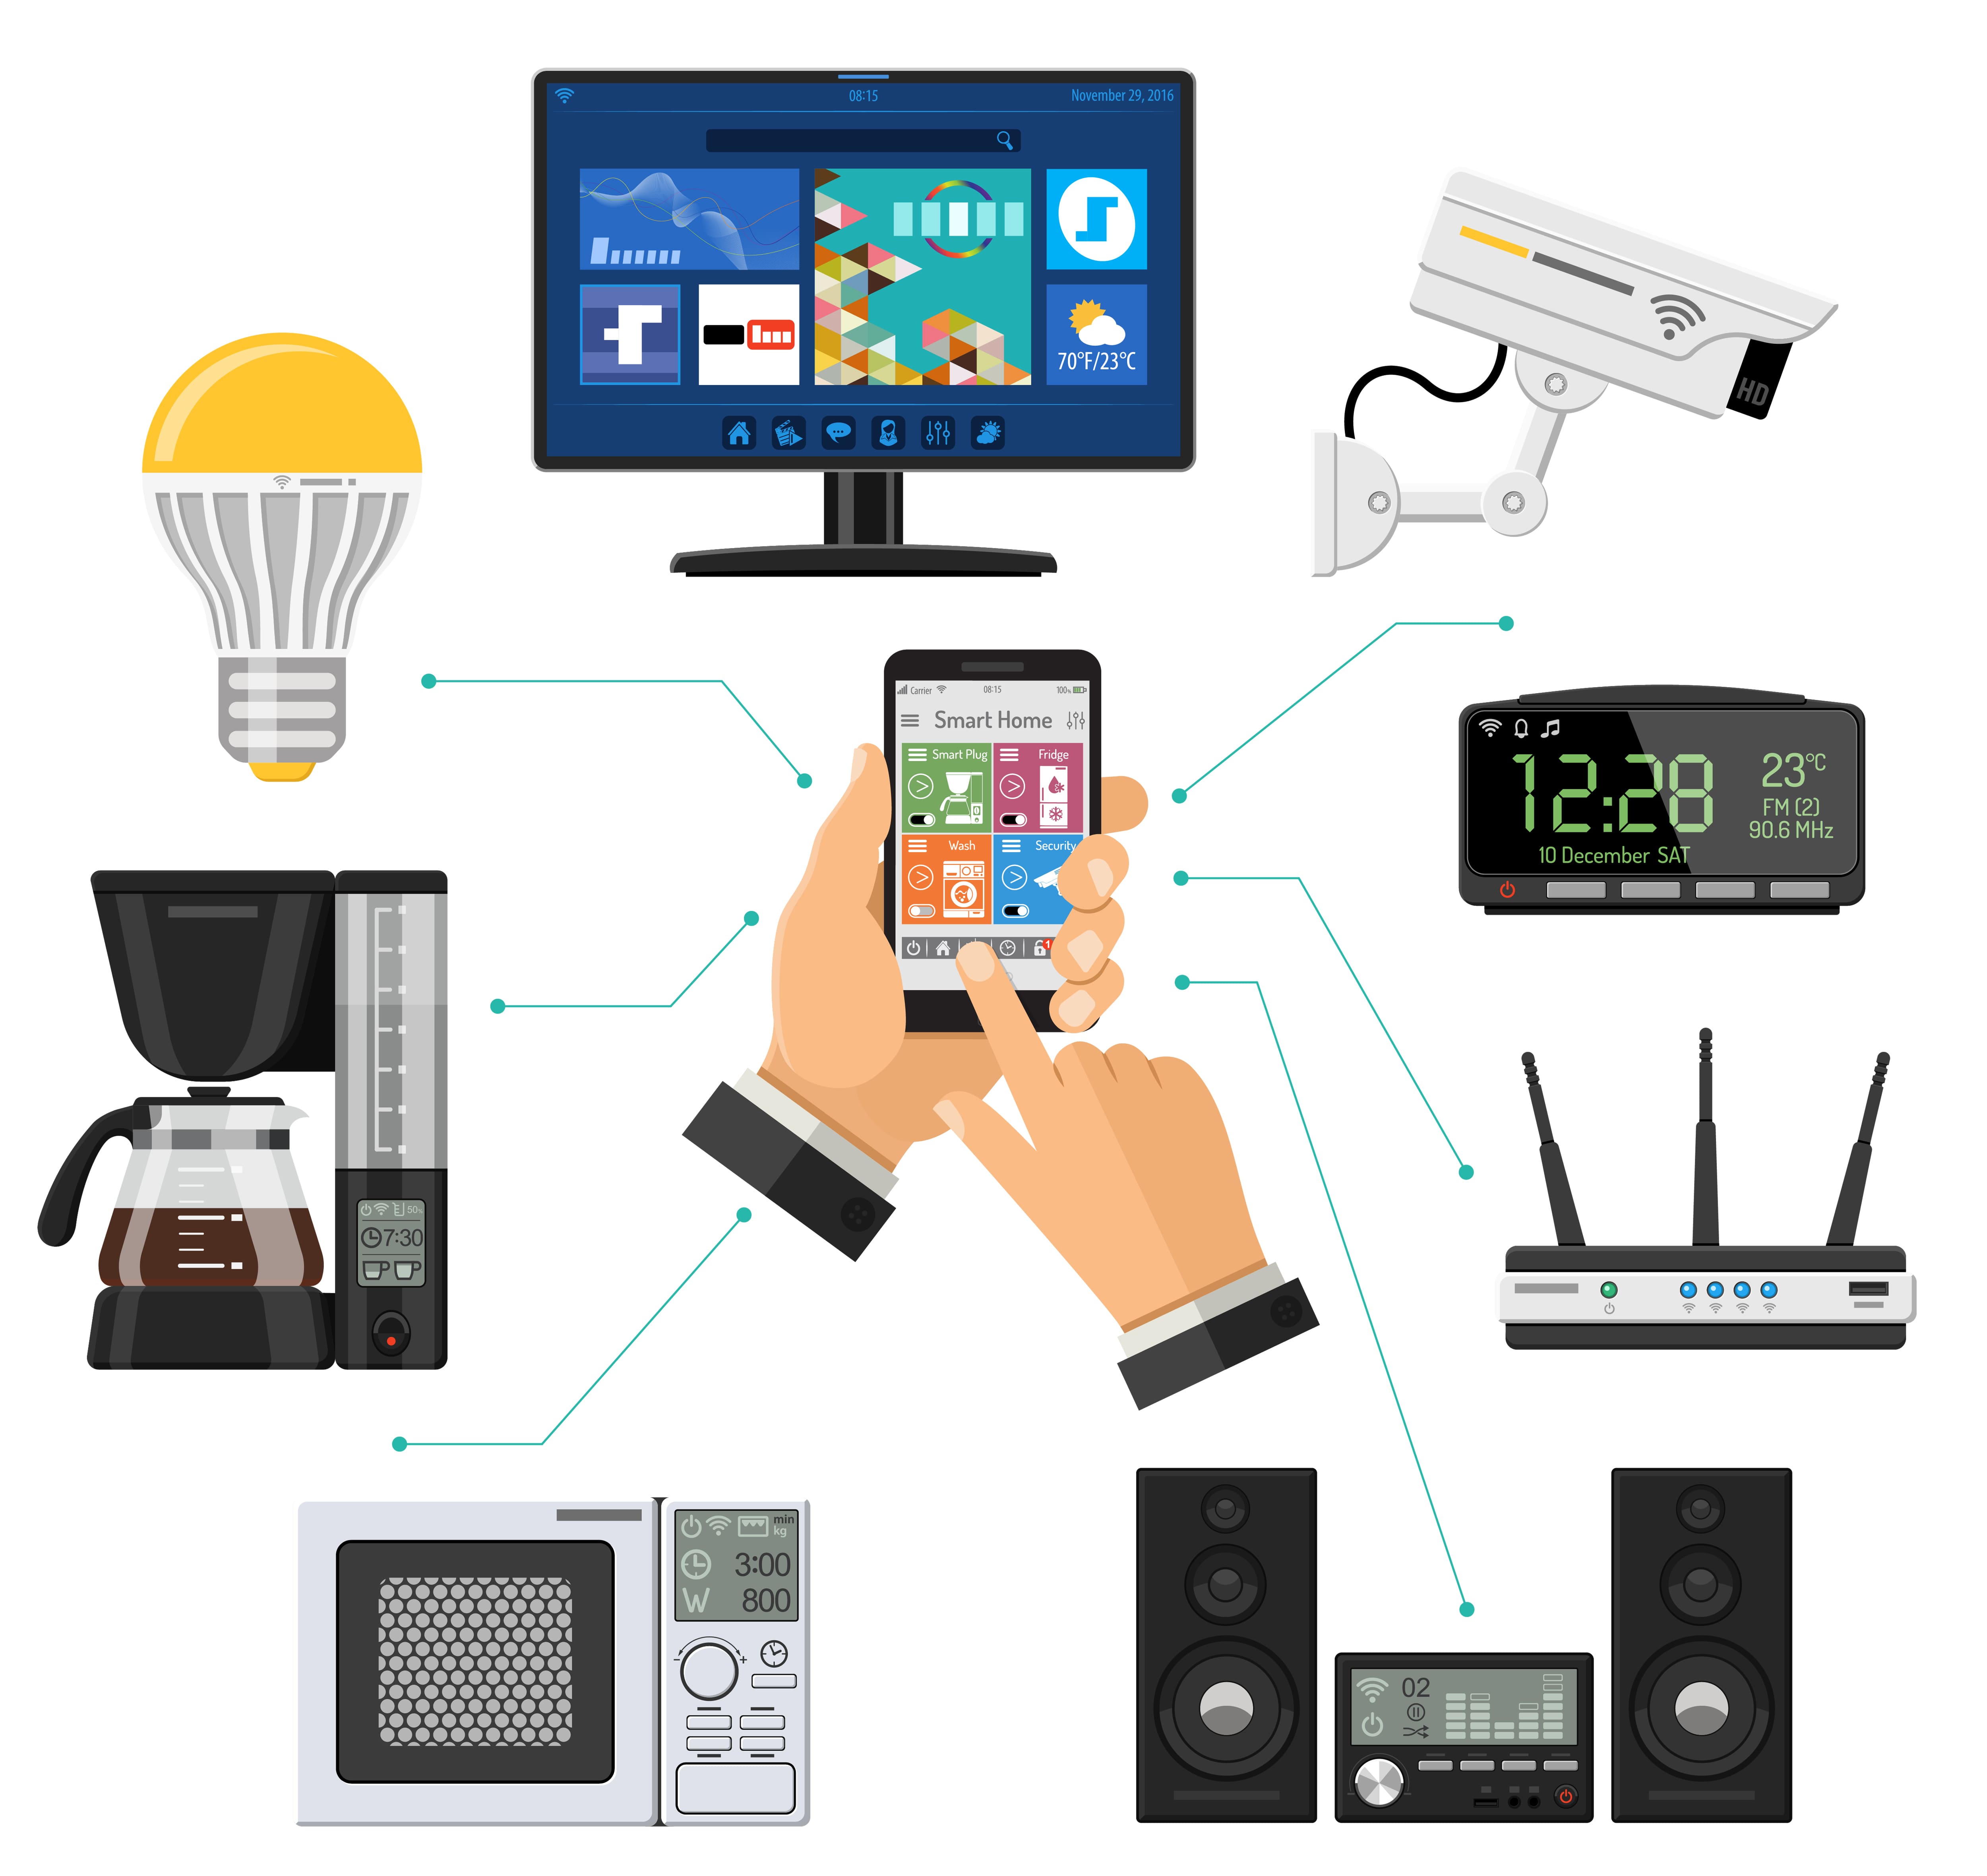 08:15
November 29, 2016
70°F/23°C
HD
Carrier
08:15
100%
Smart Home
Smart Plug
Fridge
Wash
Security
1
12:28
23°C
FM (2)
90.6 MHz
10 December SAT
50%
7:30
min
kg
3:00
W
800
02